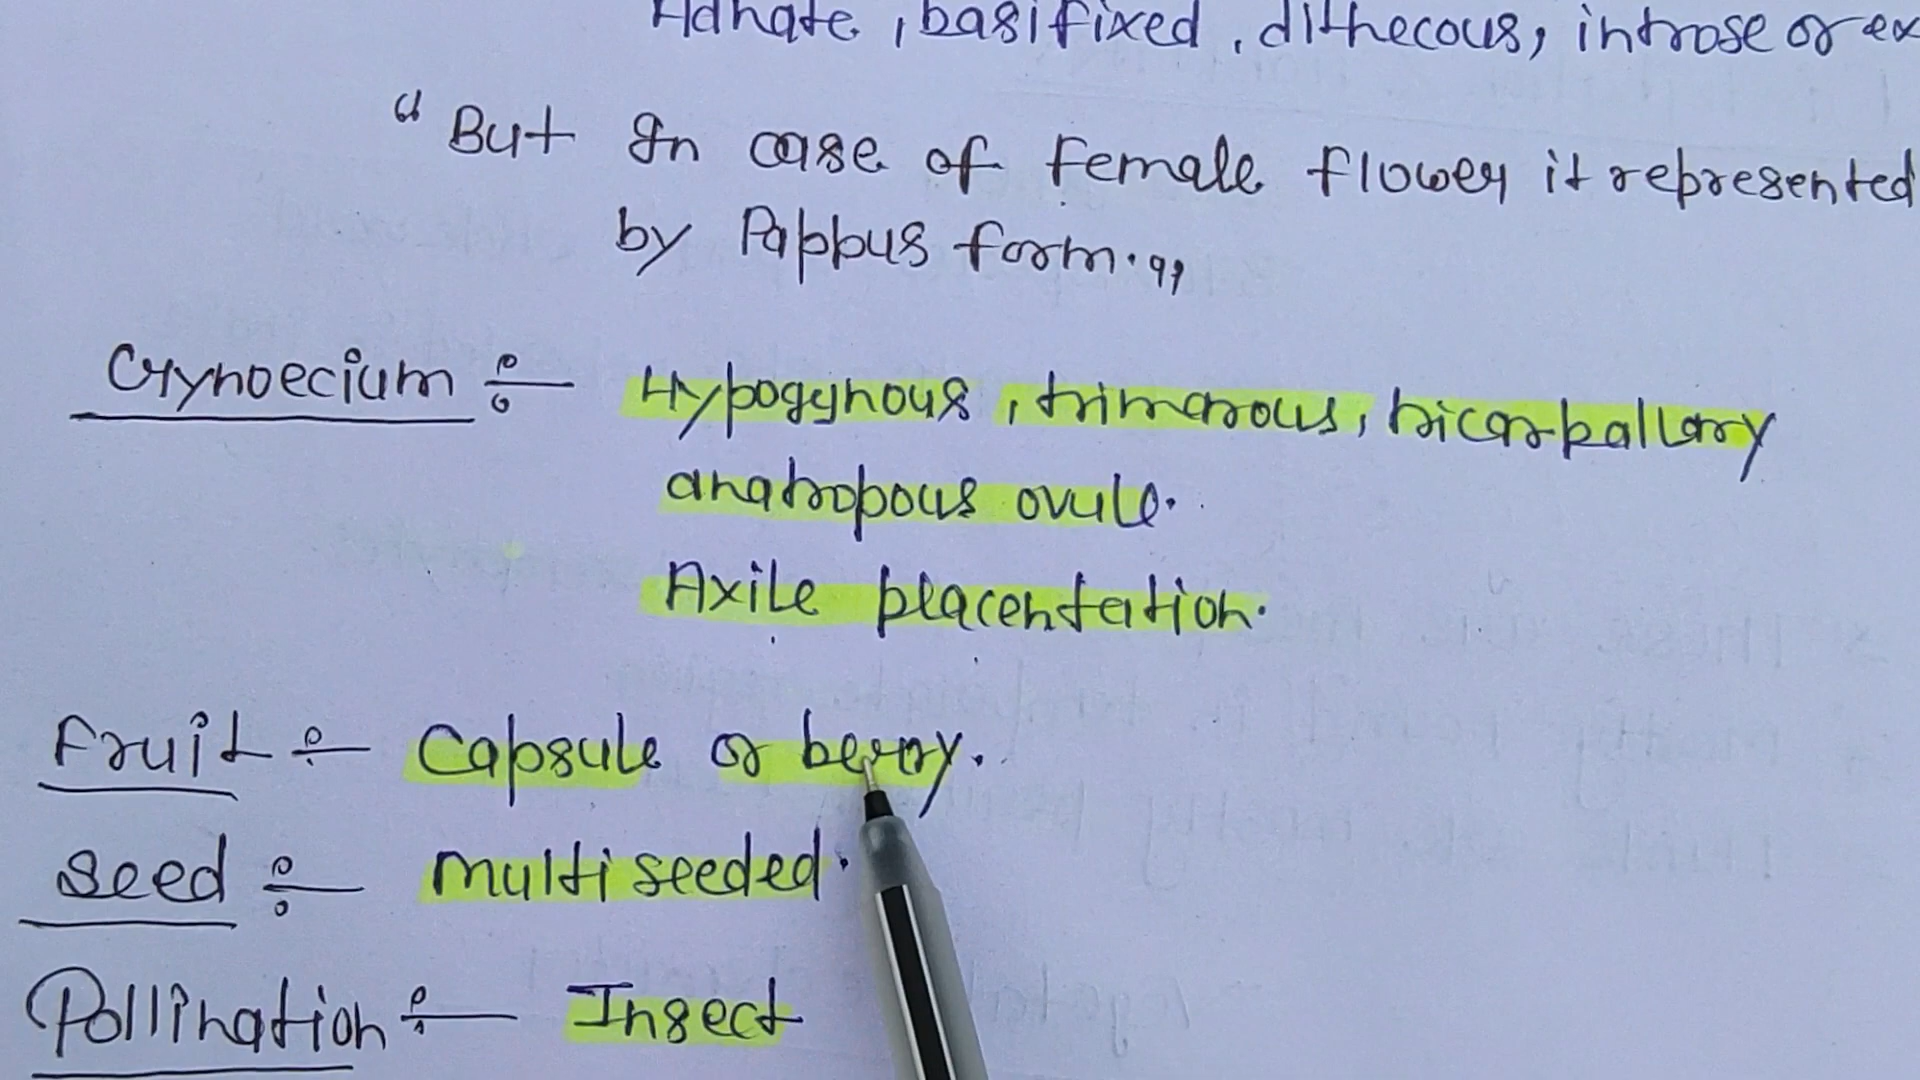 Adnate, basifixed, dithecous, introse or ex
"But In case of Female flower it represented
by Pappus form."
Gynoecium ÷ Hypogynous, trimerous, tricarpallary
anatropous ovule.
Axile placentation.
Fruit ÷ Capsule or berry.
Seed ÷ multi seeded.
Pollination ÷ Insect